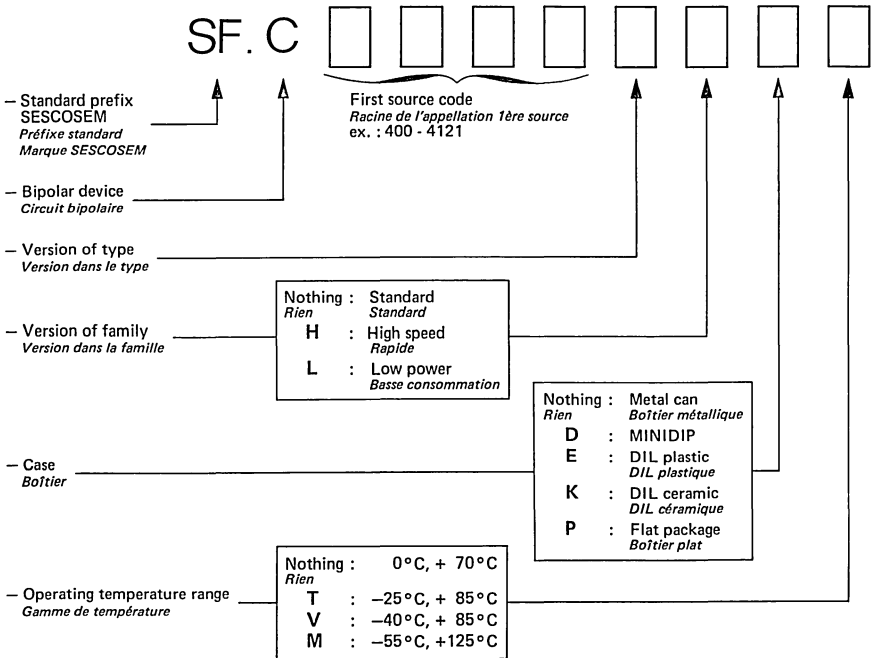 SF. C
– Standard prefix
SESCOSEM
Préfixe standard
Marque SESCOSEM
First source code
Racine de l'appellation 1ère source
ex. : 400 - 4121
– Bipolar device
Circuit bipolaire
– Version of type
Version dans le type
– Version of family
Version dans la famille
Nothing : Standard
Rien Standard
H : High speed
Rapide
L : Low power
Basse consommation
– Case
Boîtier
Nothing : Metal can
Rien Boîtier métallique
D : MINIDIP
E : DIL plastic
DIL plastique
K : DIL ceramic
DIL céramique
P : Flat package
Boîtier plat
– Operating temperature range
Gamme de température
Nothing : 0°C, + 70°C
Rien
T : –25°C, + 85°C
V : –40°C, + 85°C
M : –55°C, +125°C